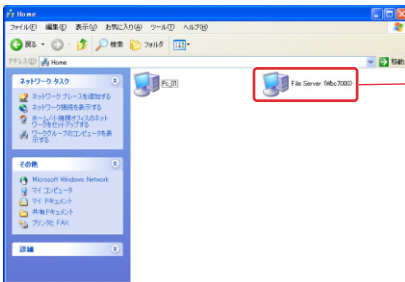 Home
ファイル(F) 編集(E) 表示(V) お気に入り(A) ツール(T) ヘルプ(H)
戻る 検索 フォルダ
アドレス(D) Home 移動
ネットワーク タスク
ネットワーク プレースを追加する
ネットワーク接続を表示する
ホーム/小規模オフィスのネットワークをセットアップする
ワークグループのコンピュータを表示する
Pc_01
File Server (Wbc7000)
その他
Microsoft Windows Network
マイ コンピュータ
マイ ドキュメント
共有ドキュメント
プリンタと FAX
詳細